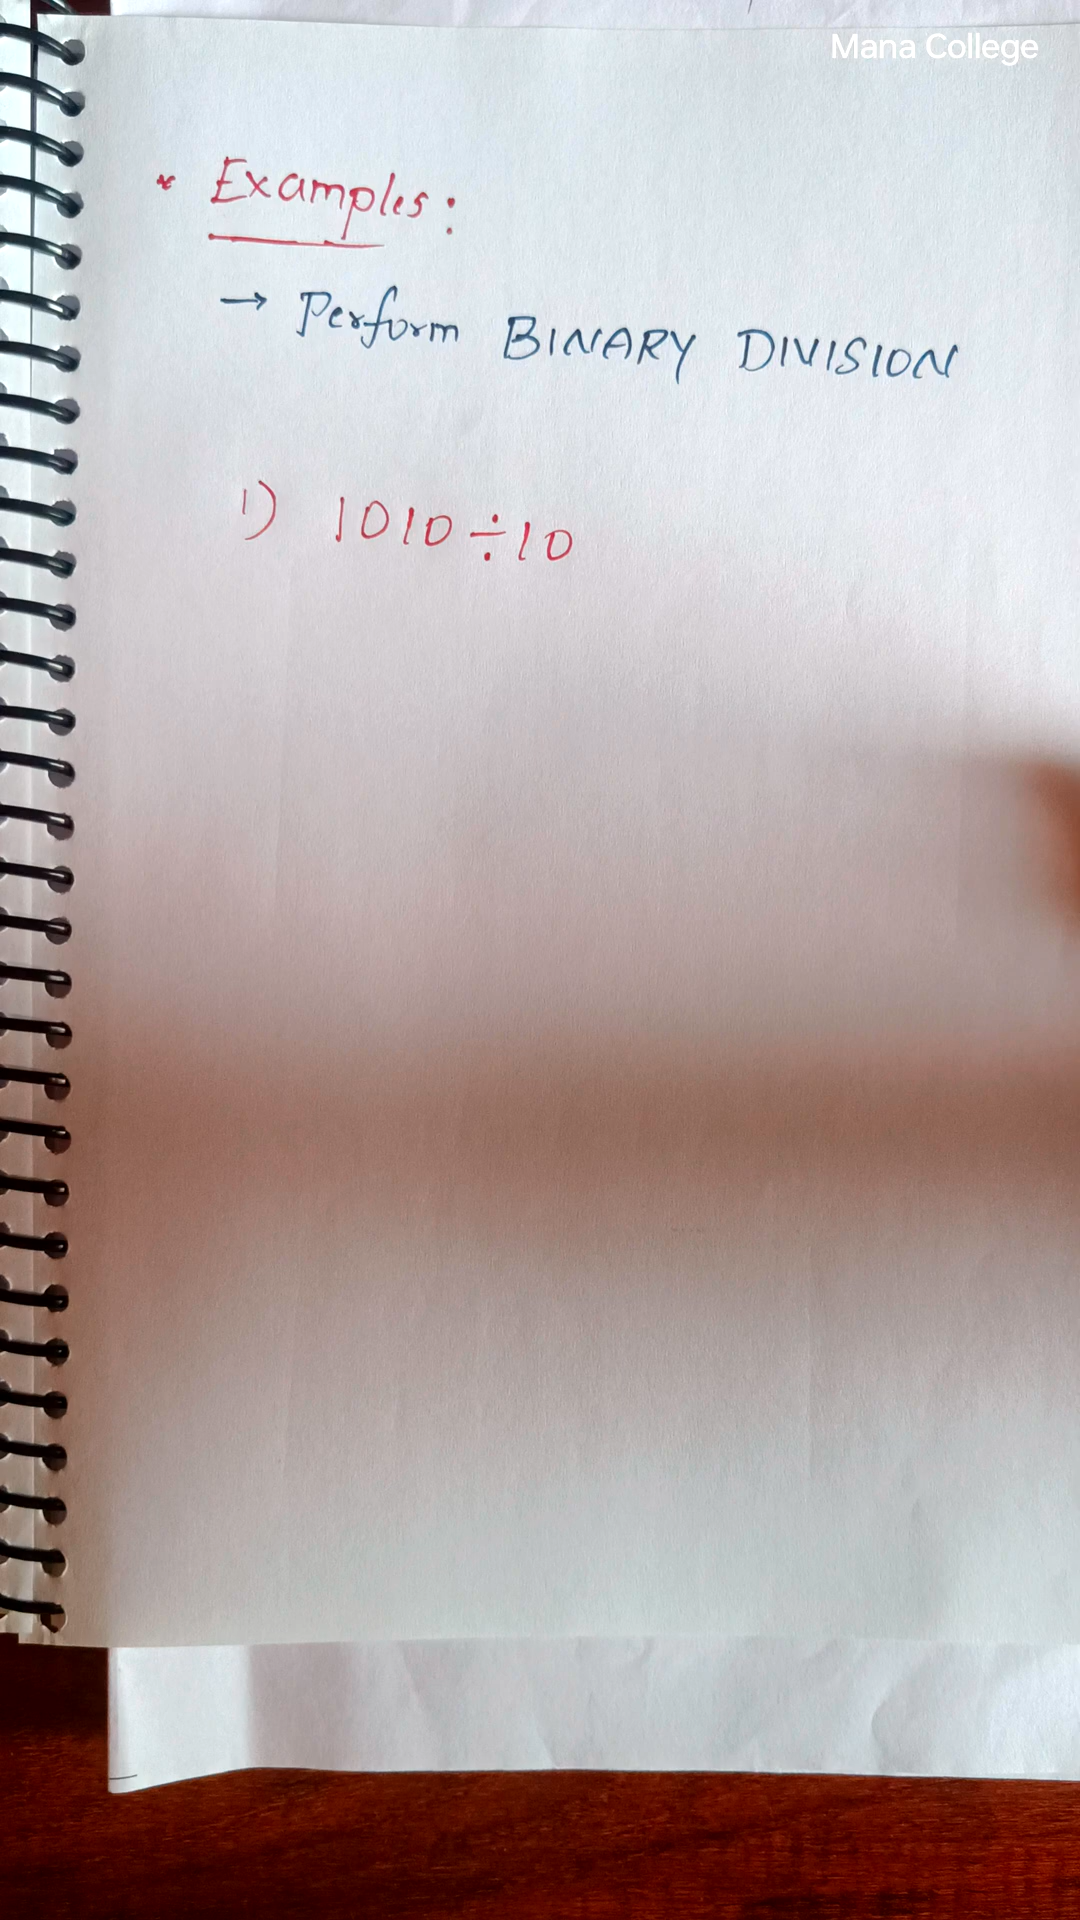 Mana College
* Examples:
→ Perform BINARY DIVISION
1) 1010÷10